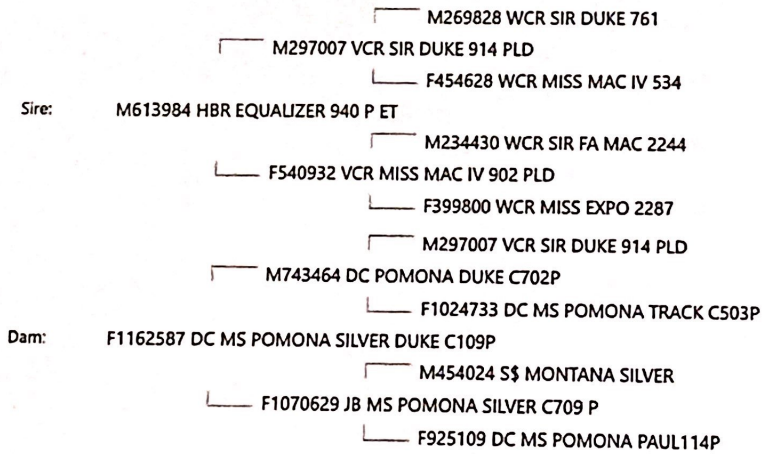 M269828 WCR SIR DUKE 761
M297007 VCR SIR DUKE 914 PLD
F454628 WCR MISS MAC IV 534
Sire: M613984 HBR EQUALIZER 940 P ET
M234430 WCR SIR FA MAC 2244
F540932 VCR MISS MAC IV 902 PLD
F399800 WCR MISS EXPO 2287
M297007 VCR SIR DUKE 914 PLD
M743464 DC POMONA DUKE C702P
F1024733 DC MS POMONA TRACK C503P
Dam: F1162587 DC MS POMONA SILVER DUKE C109P
M454024 S$ MONTANA SILVER
F1070629 JB MS POMONA SILVER C709 P
F925109 DC MS POMONA PAUL114P